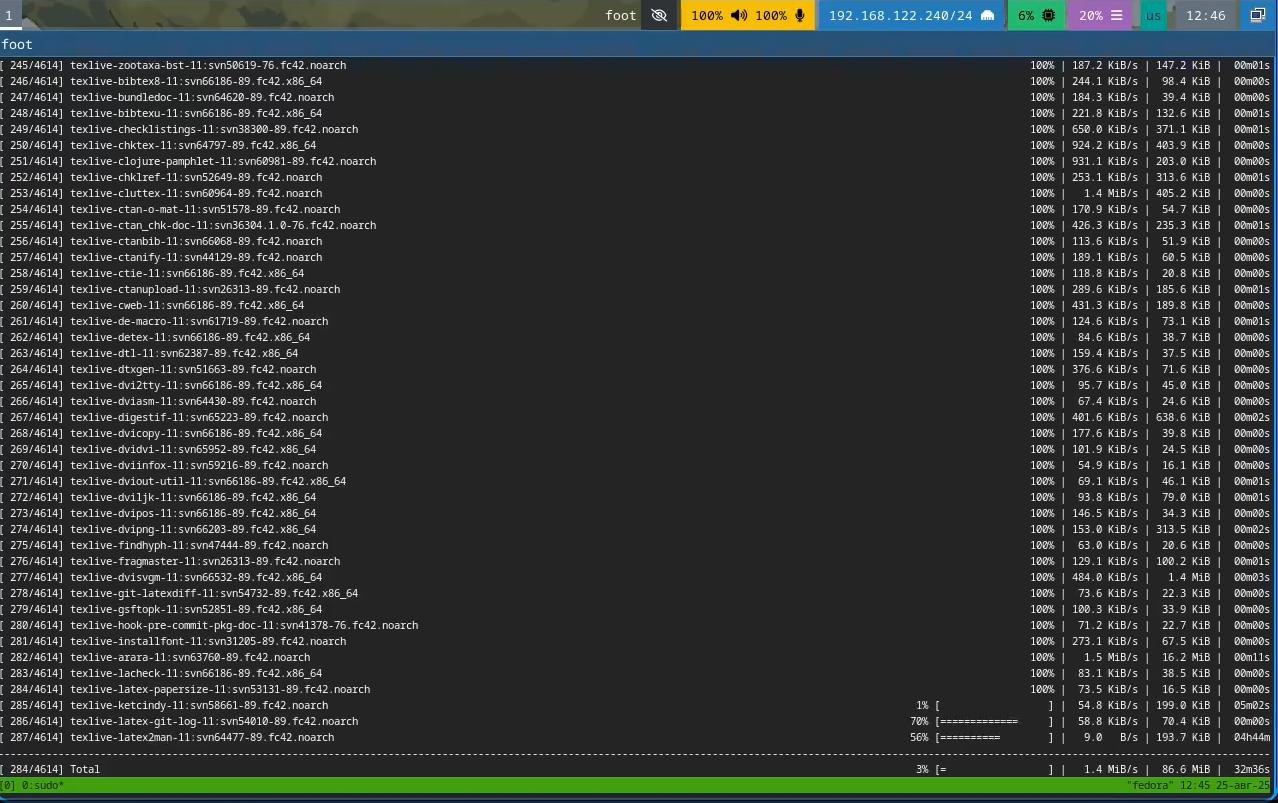 1 foot 100% 100% 192.168.122.240/24 6% 20% us 12:46
foot
[ 245/4614] texlive-zootaxa-bst-11:svn50619-76.fc42.noarch 100% | 187.2 KiB/s | 147.2 KiB | 00m01s
[ 246/4614] texlive-bibtex8-11:svn66186-89.fc42.x86_64 100% | 244.1 KiB/s | 98.4 KiB | 00m00s
[ 247/4614] texlive-bundledoc-11:svn64620-89.fc42.noarch 100% | 184.3 KiB/s | 39.4 KiB | 00m00s
[ 248/4614] texlive-bibtexu-11:svn66186-89.fc42.x86_64 100% | 221.8 KiB/s | 132.6 KiB | 00m01s
[ 249/4614] texlive-checklistings-11:svn38300-89.fc42.noarch 100% | 650.0 KiB/s | 371.1 KiB | 00m01s
[ 250/4614] texlive-chktex-11:svn64797-89.fc42.x86_64 100% | 924.2 KiB/s | 403.9 KiB | 00m00s
[ 251/4614] texlive-clojure-pamphlet-11:svn60981-89.fc42.noarch 100% | 931.1 KiB/s | 203.0 KiB | 00m00s
[ 252/4614] texlive-chklref-11:svn52649-89.fc42.noarch 100% | 253.1 KiB/s | 313.6 KiB | 00m01s
[ 253/4614] texlive-cluttex-11:svn60964-89.fc42.noarch 100% | 1.4 MiB/s | 405.2 KiB | 00m00s
[ 254/4614] texlive-ctan-o-mat-11:svn51578-89.fc42.noarch 100% | 170.9 KiB/s | 54.7 KiB | 00m00s
[ 255/4614] texlive-ctan_chk-doc-11:svn36304.1.0-76.fc42.noarch 100% | 426.3 KiB/s | 235.3 KiB | 00m01s
[ 256/4614] texlive-ctanbib-11:svn66068-89.fc42.noarch 100% | 113.6 KiB/s | 51.9 KiB | 00m00s
[ 257/4614] texlive-ctanify-11:svn44129-89.fc42.noarch 100% | 189.1 KiB/s | 60.5 KiB | 00m00s
[ 258/4614] texlive-ctie-11:svn66186-89.fc42.x86_64 100% | 118.8 KiB/s | 20.8 KiB | 00m00s
[ 259/4614] texlive-ctanupload-11:svn26313-89.fc42.noarch 100% | 289.6 KiB/s | 185.6 KiB | 00m01s
[ 260/4614] texlive-cweb-11:svn66186-89.fc42.x86_64 100% | 431.3 KiB/s | 189.8 KiB | 00m00s
[ 261/4614] texlive-de-macro-11:svn61719-89.fc42.noarch 100% | 124.6 KiB/s | 73.1 KiB | 00m01s
[ 262/4614] texlive-detex-11:svn66186-89.fc42.x86_64 100% | 84.6 KiB/s | 38.7 KiB | 00m00s
[ 263/4614] texlive-dtl-11:svn62387-89.fc42.x86_64 100% | 159.4 KiB/s | 37.5 KiB | 00m00s
[ 264/4614] texlive-dtxgen-11:svn51663-89.fc42.noarch 100% | 376.6 KiB/s | 71.6 KiB | 00m00s
[ 265/4614] texlive-dvi2tty-11:svn66186-89.fc42.x86_64 100% | 95.7 KiB/s | 45.0 KiB | 00m00s
[ 266/4614] texlive-dviasm-11:svn64430-89.fc42.noarch 100% | 67.4 KiB/s | 24.6 KiB | 00m00s
[ 267/4614] texlive-digestif-11:svn65223-89.fc42.noarch 100% | 401.6 KiB/s | 638.6 KiB | 00m02s
[ 268/4614] texlive-dvicopy-11:svn66186-89.fc42.x86_64 100% | 177.6 KiB/s | 39.8 KiB | 00m00s
[ 269/4614] texlive-dvidvi-11:svn65952-89.fc42.x86_64 100% | 101.9 KiB/s | 24.5 KiB | 00m00s
[ 270/4614] texlive-dviinfox-11:svn59216-89.fc42.noarch 100% | 54.9 KiB/s | 16.1 KiB | 00m00s
[ 271/4614] texlive-dviout-util-11:svn66186-89.fc42.x86_64 100% | 69.1 KiB/s | 46.1 KiB | 00m01s
[ 272/4614] texlive-dviljk-11:svn66186-89.fc42.x86_64 100% | 93.8 KiB/s | 79.0 KiB | 00m01s
[ 273/4614] texlive-dvipos-11:svn66186-89.fc42.x86_64 100% | 146.5 KiB/s | 34.3 KiB | 00m00s
[ 274/4614] texlive-dvipng-11:svn66203-89.fc42.x86_64 100% | 153.0 KiB/s | 313.5 KiB | 00m02s
[ 275/4614] texlive-findhyph-11:svn47444-89.fc42.noarch 100% | 63.0 KiB/s | 20.6 KiB | 00m00s
[ 276/4614] texlive-fragmaster-11:svn26313-89.fc42.noarch 100% | 129.1 KiB/s | 100.2 KiB | 00m01s
[ 277/4614] texlive-dvisvgm-11:svn66532-89.fc42.x86_64 100% | 484.0 KiB/s | 1.4 MiB | 00m03s
[ 278/4614] texlive-git-latexdiff-11:svn54732-89.fc42.x86_64 100% | 73.6 KiB/s | 22.3 KiB | 00m00s
[ 279/4614] texlive-gsftopk-11:svn52851-89.fc42.x86_64 100% | 100.3 KiB/s | 33.9 KiB | 00m00s
[ 280/4614] texlive-hook-pre-commit-pkg-doc-11:svn41378-76.fc42.noarch 100% | 71.2 KiB/s | 22.7 KiB | 00m00s
[ 281/4614] texlive-installfont-11:svn31205-89.fc42.noarch 100% | 273.1 KiB/s | 67.5 KiB | 00m00s
[ 282/4614] texlive-arara-11:svn63760-89.fc42.noarch 100% | 1.5 MiB/s | 16.2 MiB | 00m11s
[ 283/4614] texlive-lacheck-11:svn66186-89.fc42.x86_64 100% | 83.1 KiB/s | 38.5 KiB | 00m00s
[ 284/4614] texlive-latex-papersize-11:svn53131-89.fc42.noarch 100% | 73.5 KiB/s | 16.5 KiB | 00m00s
[ 285/4614] texlive-ketcindy-11:svn58661-89.fc42.noarch 1% [ ] | 54.8 KiB/s | 199.0 KiB | 05m02s
[ 286/4614] texlive-latex-git-log-11:svn54010-89.fc42.noarch 70% [============= ] | 58.8 KiB/s | 70.4 KiB | 00m00s
[ 287/4614] texlive-latex2man-11:svn64477-89.fc42.noarch 56% [========== ] | 9.0 B/s | 193.7 KiB | 04h44m
[ 284/4614] Total 3% [= ] | 1.4 MiB/s | 86.6 MiB | 32m36s
[0] 0:sudo* "fedora" 12:45 25-авг-25